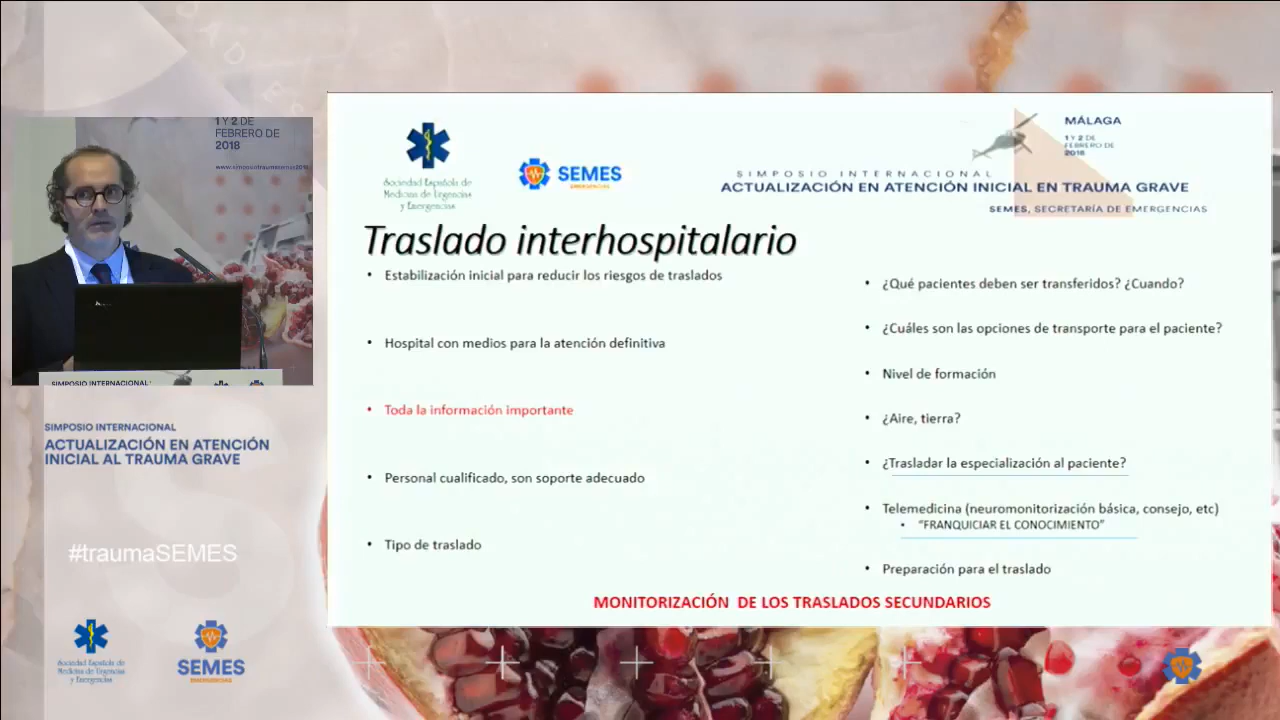 1 Y 2 DE
FEBRERO DE
2018
SIMPOSIO INTERNACIONAL
SIMPOSIO INTERNACIONAL
ACTUALIZACIÓN EN ATENCIÓN
INICIAL AL TRAUMA GRAVE
#traumaSEMES
Sociedad Española de
Medicina de Urgencias
y Emergencias
SEMES
EMERGENCIAS
Sociedad Española de
Medicina de Urgencias
y Emergencias
SEMES
EMERGENCIAS
MÁLAGA
1 Y 2 DE
FEBRERO DE
2018
SIMPOSIO INTERNACIONAL
ACTUALIZACIÓN EN ATENCIÓN INICIAL EN TRAUMA GRAVE
SEMES, SECRETARÍA DE EMERGENCIAS
Traslado interhospitalario
• Estabilización inicial para reducir los riesgos de traslados
• Hospital con medios para la atención definitiva
• Toda la información importante
• Personal cualificado, son soporte adecuado
• Tipo de traslado
• ¿Qué pacientes deben ser transferidos? ¿Cuando?
• ¿Cuáles son las opciones de transporte para el paciente?
• Nivel de formación
• ¿Aire, tierra?
• ¿Trasladar la especialización al paciente?
• Telemedicina (neuromonitorización básica, consejo, etc)
• “FRANQUICIAR EL CONOCIMIENTO”
• Preparación para el traslado
MONITORIZACIÓN DE LOS TRASLADOS SECUNDARIOS